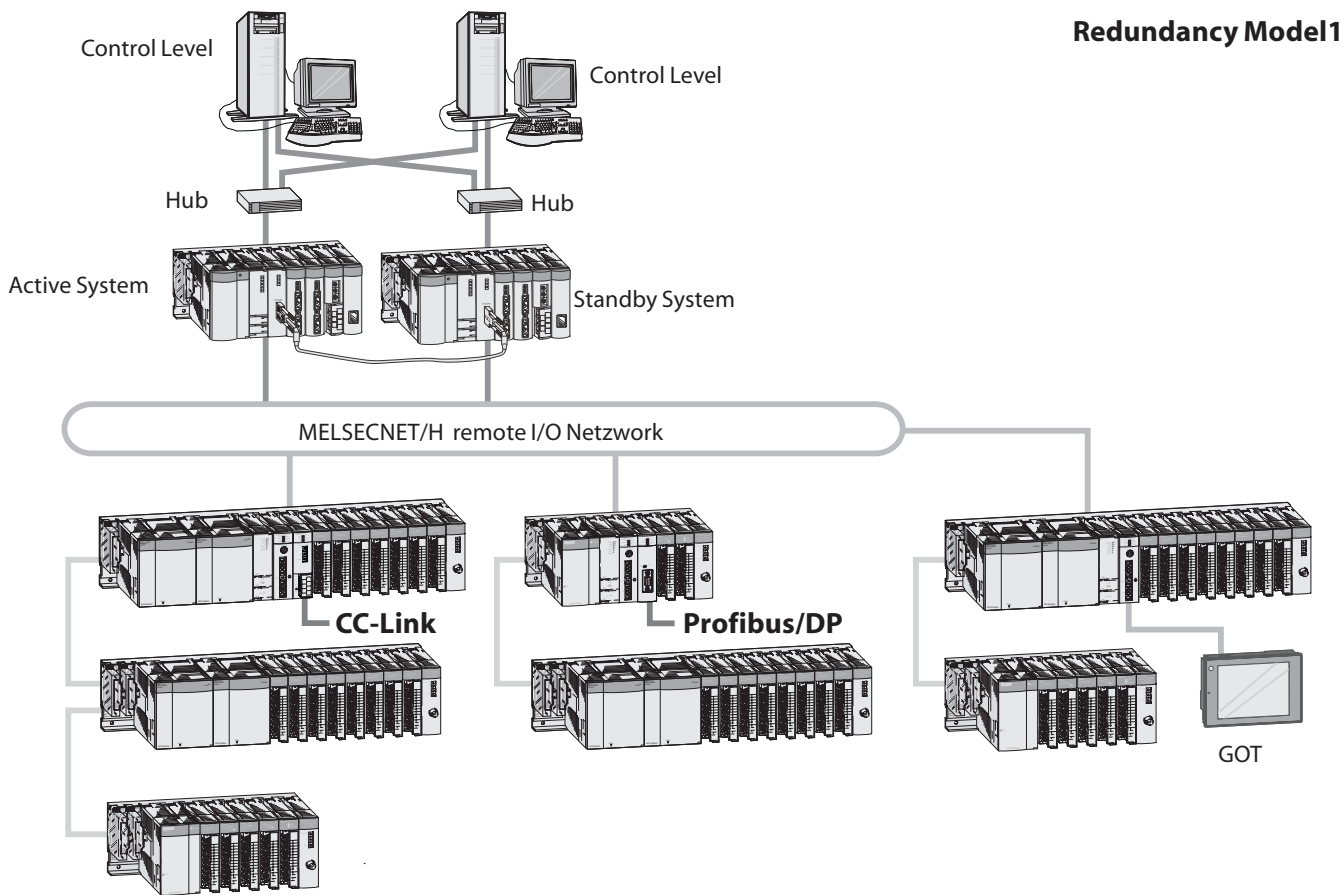 Redundancy Model1
Control Level
Control Level
Hub
Hub
Active System
Standby System
MELSECNET/H remote I/O Netzwork
CC-Link
Profibus/DP
GOT